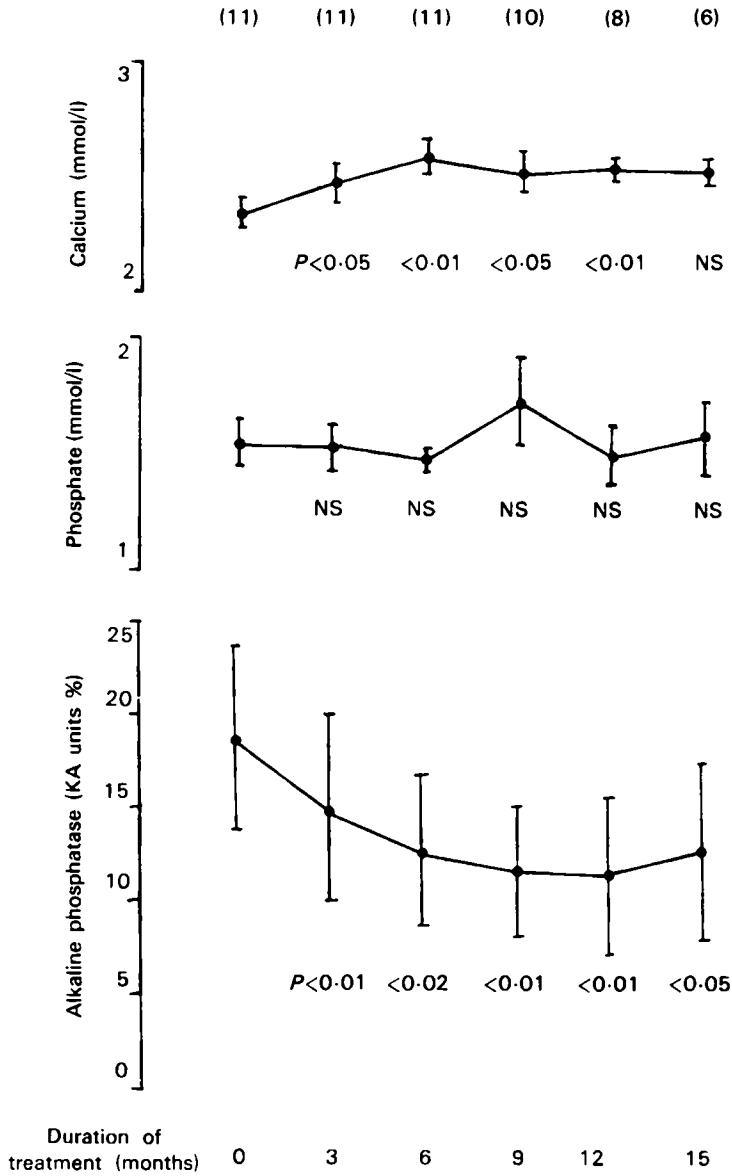 (11) (11) (11) (10) (8) (6)
Calcium (mmol/l)
3
2
P<0·05 <0·01 <0·05 <0·01 NS
Phosphate (mmol/l)
2
1
NS NS NS NS NS
Alkaline phosphatase (KA units %)
25
20
15
10
5
0
P<0·01 <0·02 <0·01 <0·01 <0·05
Duration of
treatment (months) 0 3 6 9 12 15